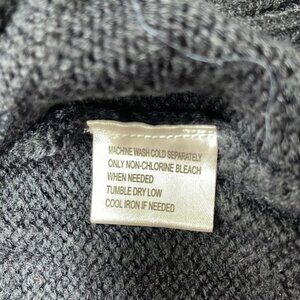 MACHINE WASH COLD SEPARATELY
ONLY NON-CHLORINE BLEACH
WHEN NEEDED
TUMBLE DRY LOW
COOL IRON IF NEEDED